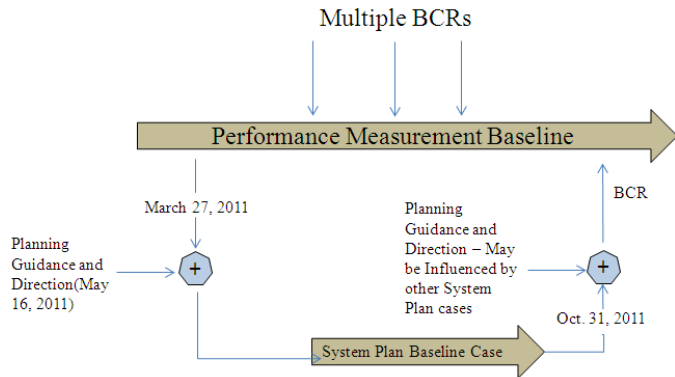 Multiple BCRs
Performance Measurement Baseline
March 27, 2011
Planning
Guidance and
Direction(May
16, 2011)
+
System Plan Baseline Case
Planning
Guidance and
Direction – May
be Influenced by
other System
Plan cases
+
BCR
Oct. 31, 2011